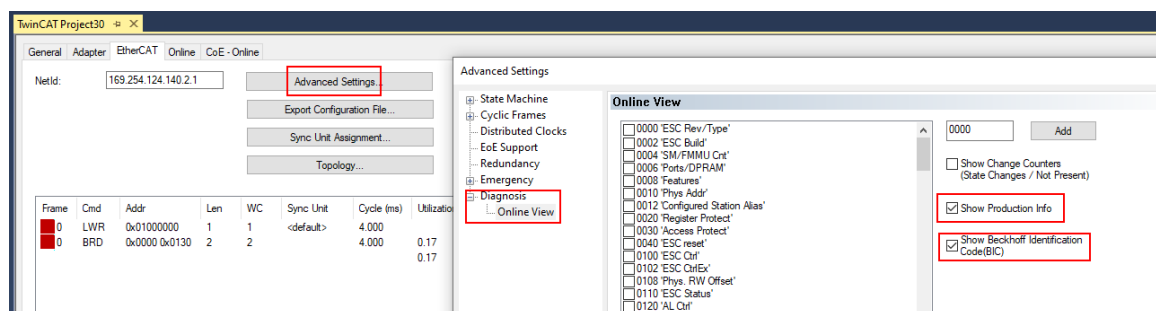 TwinCAT Project30
General Adapter EtherCAT Online CoE - Online
NetId: 169.254.124.140.2.1
Advanced Settings...
Export Configuration File...
Sync Unit Assignment...
Topology...
Frame Cmd Addr Len WC Sync Unit Cycle (ms) Utilizatio
0 LWR 0x01000000 1 1 <default> 4.000
0 BRD 0x0000 0x0130 2 2 4.000 0.17
0.17
Advanced Settings
State Machine
Cyclic Frames
Distributed Clocks
EoE Support
Redundancy
Emergency
Diagnosis
Online View
Online View
0000 'ESC Rev/Type'
0002 'ESC Build'
0004 'SM/FMMU Cnt'
0006 'Ports/DPRAM'
0008 'Features'
0010 'Phys Addr'
0012 'Configured Station Alias'
0020 'Register Protect'
0030 'Access Protect'
0040 'ESC reset'
0100 'ESC Ctrl'
0102 'ESC CtrlEx'
0108 'Phys. RW Offset'
0110 'ESC Status'
0120 'AL Ctrl'
0000 Add
Show Change Counters
(State Changes / Not Present)
Show Production Info
Show Beckhoff Identification
Code(BIC)